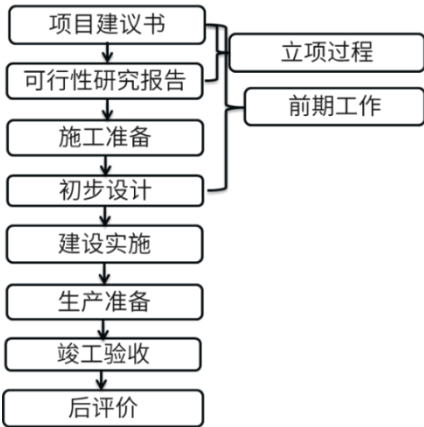 项目建议书
立项过程
可行性研究报告
前期工作
施工准备
初步设计
建设实施
生产准备
竣工验收
后评价